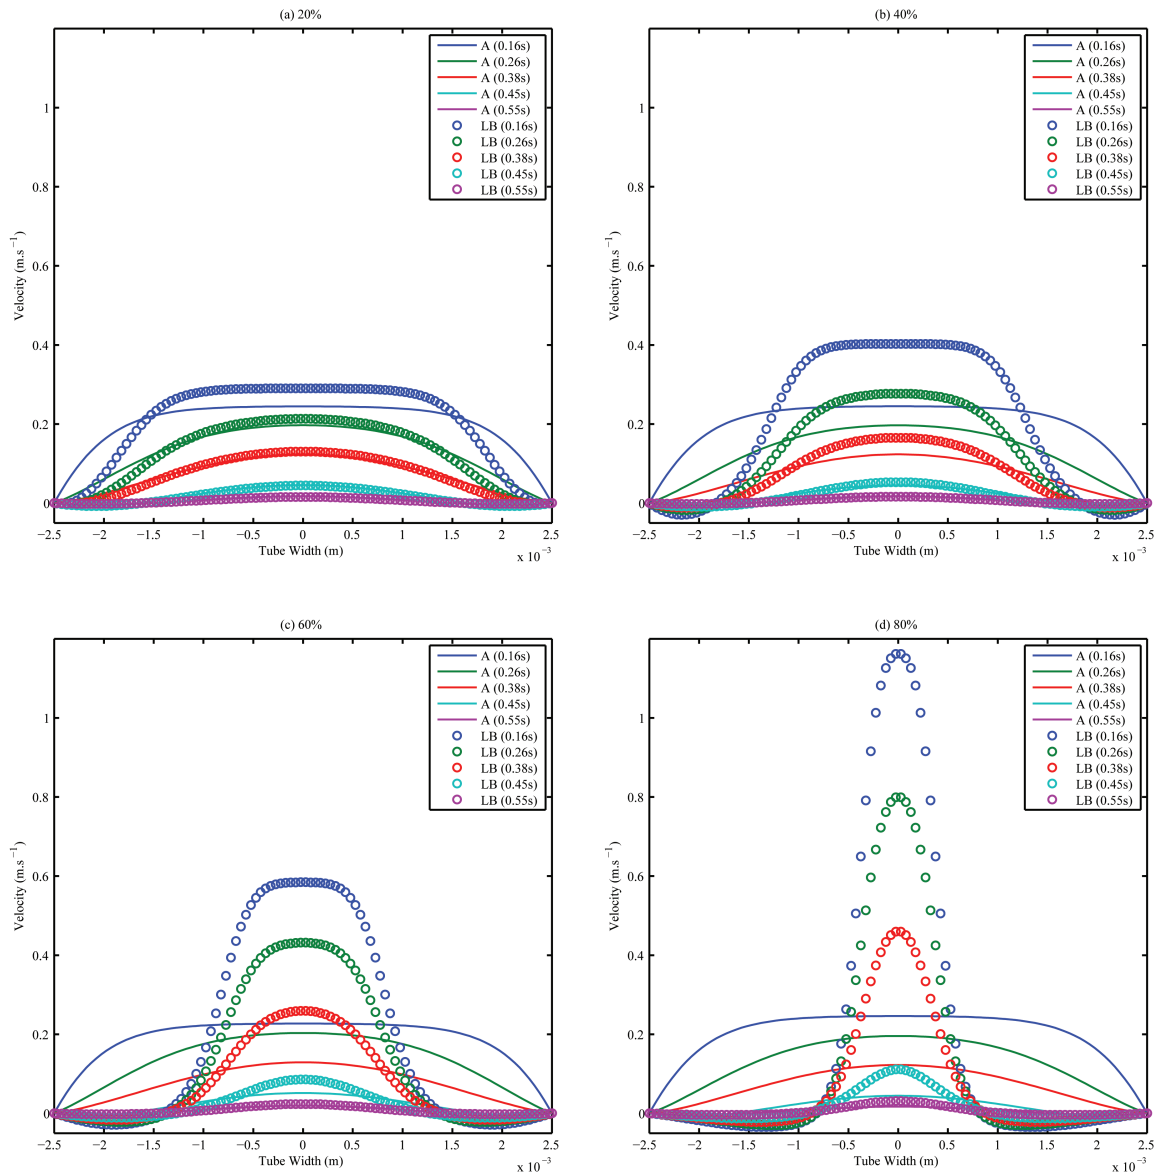 (a) 20%
A (0.16s)
A (0.26s)
A (0.38s)
A (0.45s)
A (0.55s)
LB (0.16s)
LB (0.26s)
LB (0.38s)
LB (0.45s)
LB (0.55s)
1
0.8
0.6
0.4
0.2
0
Velocity (m.s⁻¹)
−2.5 −2 −1.5 −1 −0.5 0 0.5 1 1.5 2 2.5
Tube Width (m)
x 10⁻³
(b) 40%
A (0.16s)
A (0.26s)
A (0.38s)
A (0.45s)
A (0.55s)
LB (0.16s)
LB (0.26s)
LB (0.38s)
LB (0.45s)
LB (0.55s)
1
0.8
0.6
0.4
0.2
0
Velocity (m.s⁻¹)
−2.5 −2 −1.5 −1 −0.5 0 0.5 1 1.5 2 2.5
Tube Width (m)
x 10⁻³
(c) 60%
A (0.16s)
A (0.26s)
A (0.38s)
A (0.45s)
A (0.55s)
LB (0.16s)
LB (0.26s)
LB (0.38s)
LB (0.45s)
LB (0.55s)
1
0.8
0.6
0.4
0.2
0
Velocity (m.s⁻¹)
−2.5 −2 −1.5 −1 −0.5 0 0.5 1 1.5 2 2.5
Tube Width (m)
x 10⁻³
(d) 80%
A (0.16s)
A (0.26s)
A (0.38s)
A (0.45s)
A (0.55s)
LB (0.16s)
LB (0.26s)
LB (0.38s)
LB (0.45s)
LB (0.55s)
1
0.8
0.6
0.4
0.2
0
Velocity (m.s⁻¹)
−2.5 −2 −1.5 −1 −0.5 0 0.5 1 1.5 2 2.5
Tube Width (m)
x 10⁻³